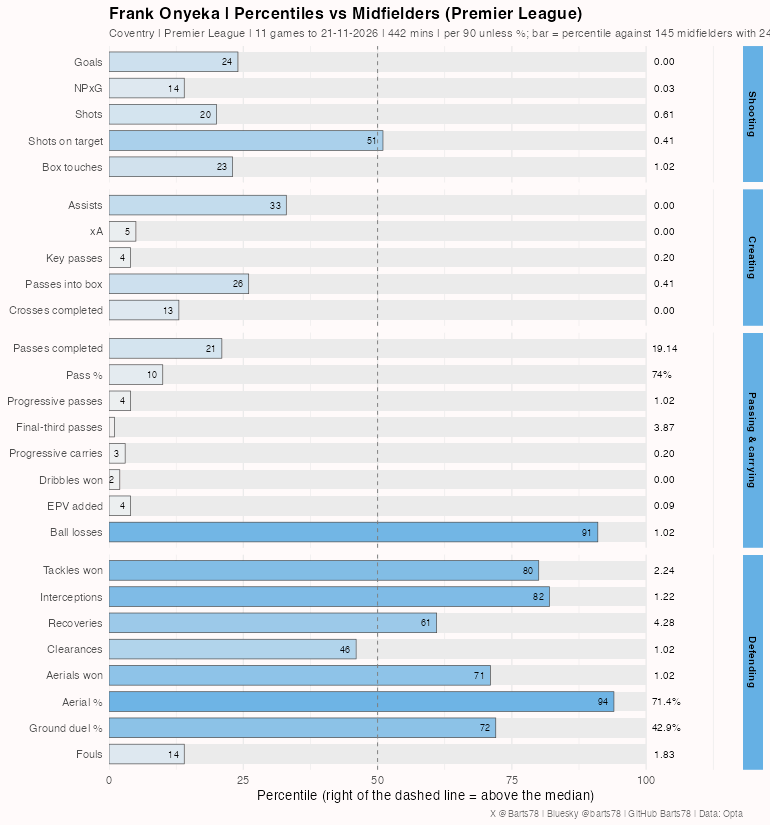 Frank Onyeka | Percentiles vs Midfielders (Premier League)
Coventry | Premier League | 11 games to 21-11-2026 | 442 mins | per 90 unless %; bar = percentile against 145 midfielders with 24
Goals 24 0.00
NPxG 14 0.03
Shots 20 0.61
Shots on target 51 0.41
Box touches 23 1.02
Shooting
Assists 33 0.00
xA 5 0.00
Key passes 4 0.20
Passes into box 26 0.41
Crosses completed 13 0.00
Creating
Passes completed 21 19.14
Pass % 10 74%
Progressive passes 4 1.02
Final-third passes 3.87
Progressive carries 3 0.20
Dribbles won 2 0.00
EPV added 4 0.09
Ball losses 91 1.02
Passing & carrying
Tackles won 80 2.24
Interceptions 82 1.22
Recoveries 61 4.28
Clearances 46 1.02
Aerials won 71 1.02
Aerial % 94 71.4%
Ground duel % 72 42.9%
Fouls 14 1.83
Defending
0 25 50 75 100
Percentile (right of the dashed line = above the median)
X @Barts78 | Bluesky @barts78 | GitHub Barts78 | Data: Opta